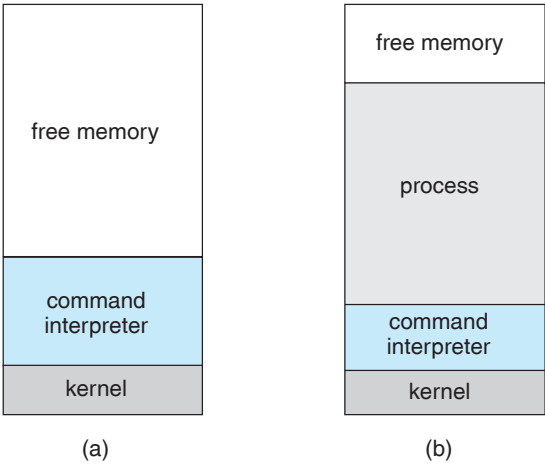 free memory
command
interpreter
kernel
(a)
free memory
process
command
interpreter
kernel
(b)